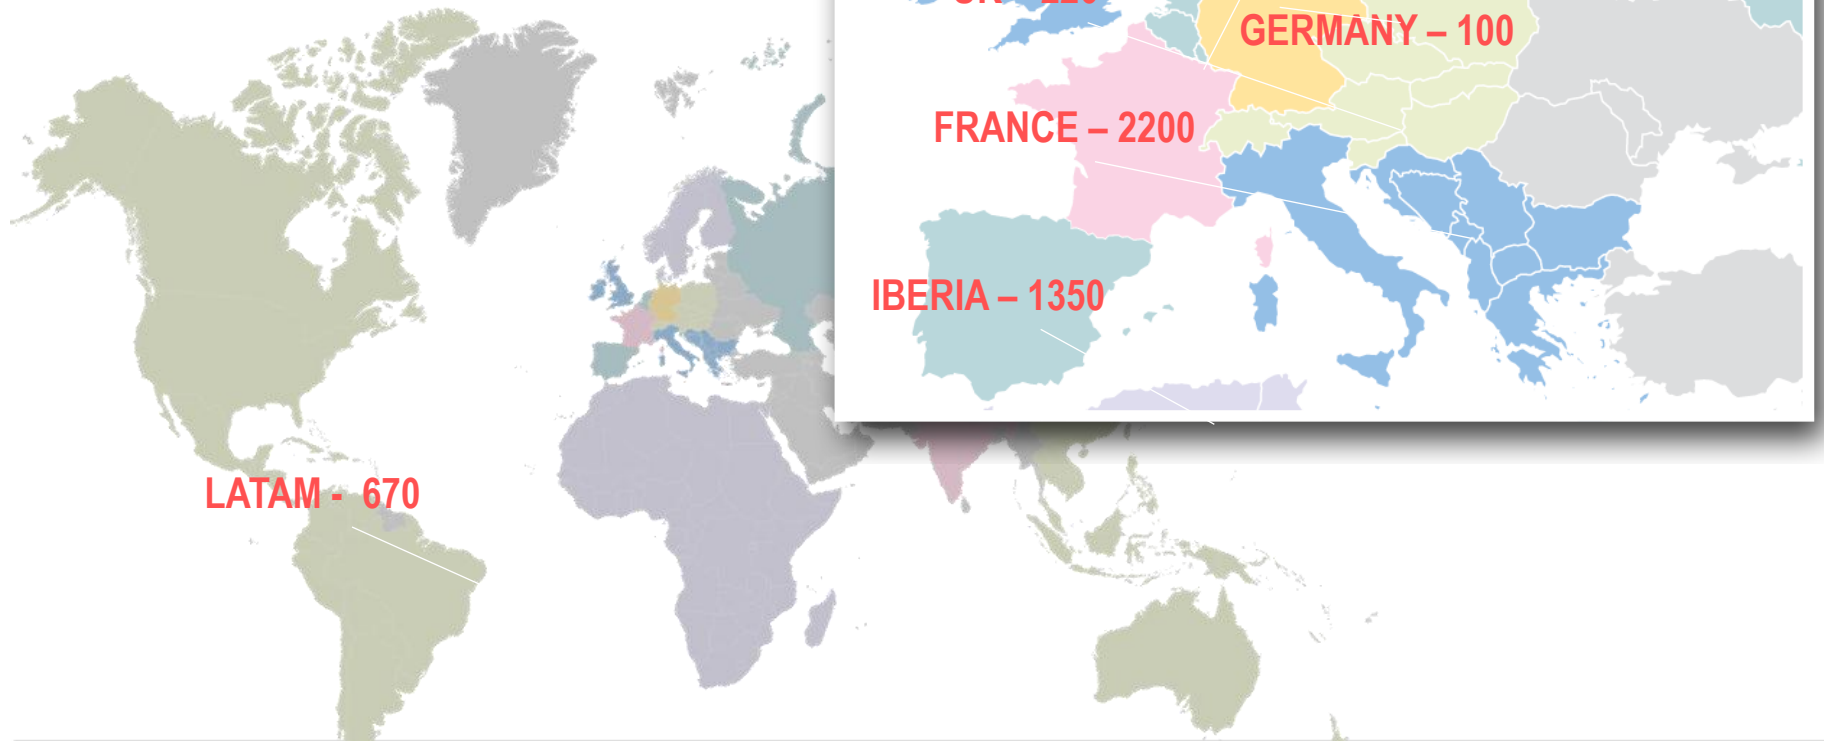 GERMANY – 100
FRANCE – 2200
IBERIA – 1350
LATAM -  670